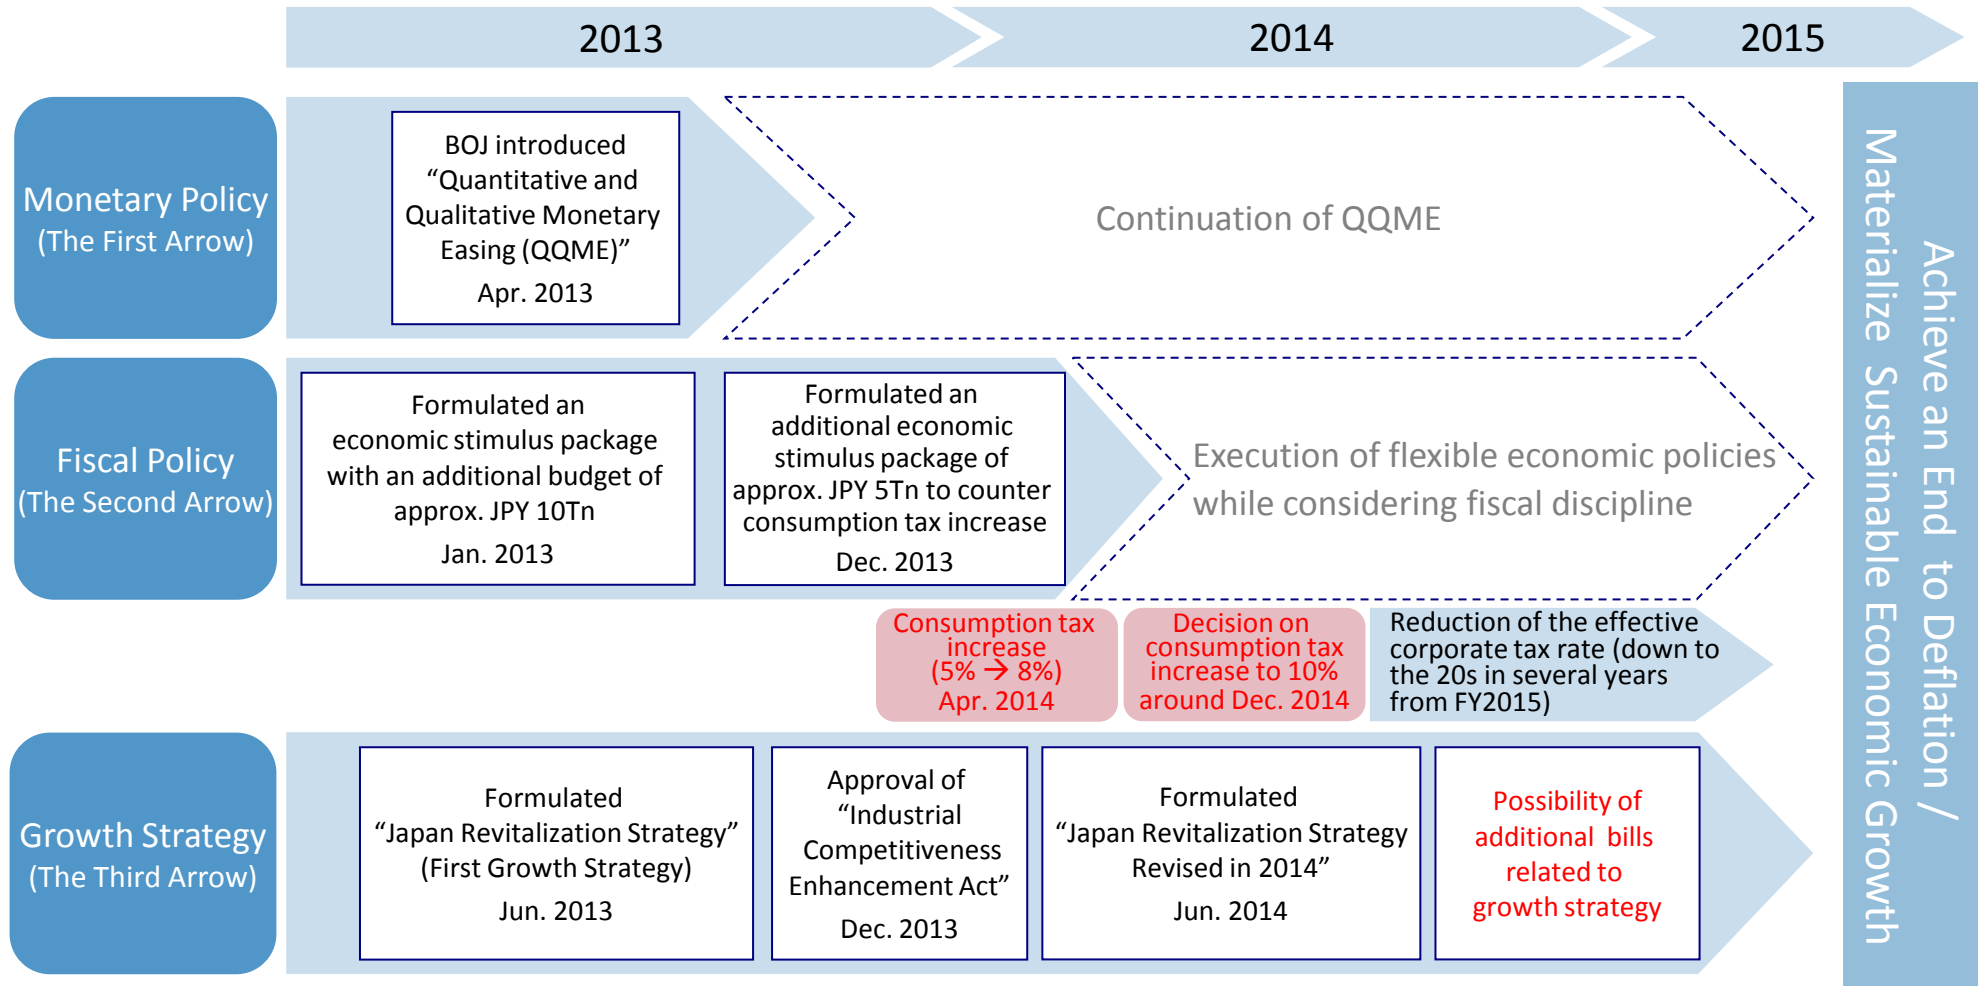 2013
2014
2015
Monetary Policy
(The First Arrow)
BOJ introduced
“Quantitative and
Qualitative Monetary
Easing (QQME)”
Apr. 2013
Continuation of QQME
Fiscal Policy
(The Second Arrow)
Formulated an
economic stimulus package
with an additional budget of
approx. JPY 10Tn
Jan. 2013
Formulated an
additional economic
stimulus package of
approx. JPY 5Tn to counter
consumption tax increase
Dec. 2013
Execution of flexible economic policies
while considering fiscal discipline
Consumption tax
increase
(5% → 8%)
Apr. 2014
Decision on
consumption tax
increase to 10%
around Dec. 2014
Reduction of the effective
corporate tax rate (down to
the 20s in several years
from FY2015)
Growth Strategy
(The Third Arrow)
Formulated
“Japan Revitalization Strategy”
(First Growth Strategy)
Jun. 2013
Approval of
“Industrial
Competitiveness
Enhancement Act”
Dec. 2013
Formulated
“Japan Revitalization Strategy
Revised in 2014”
Jun. 2014
Possibility of
additional bills
related to
growth strategy
Achieve an End to Deflation /
Materialize Sustainable Economic Growth